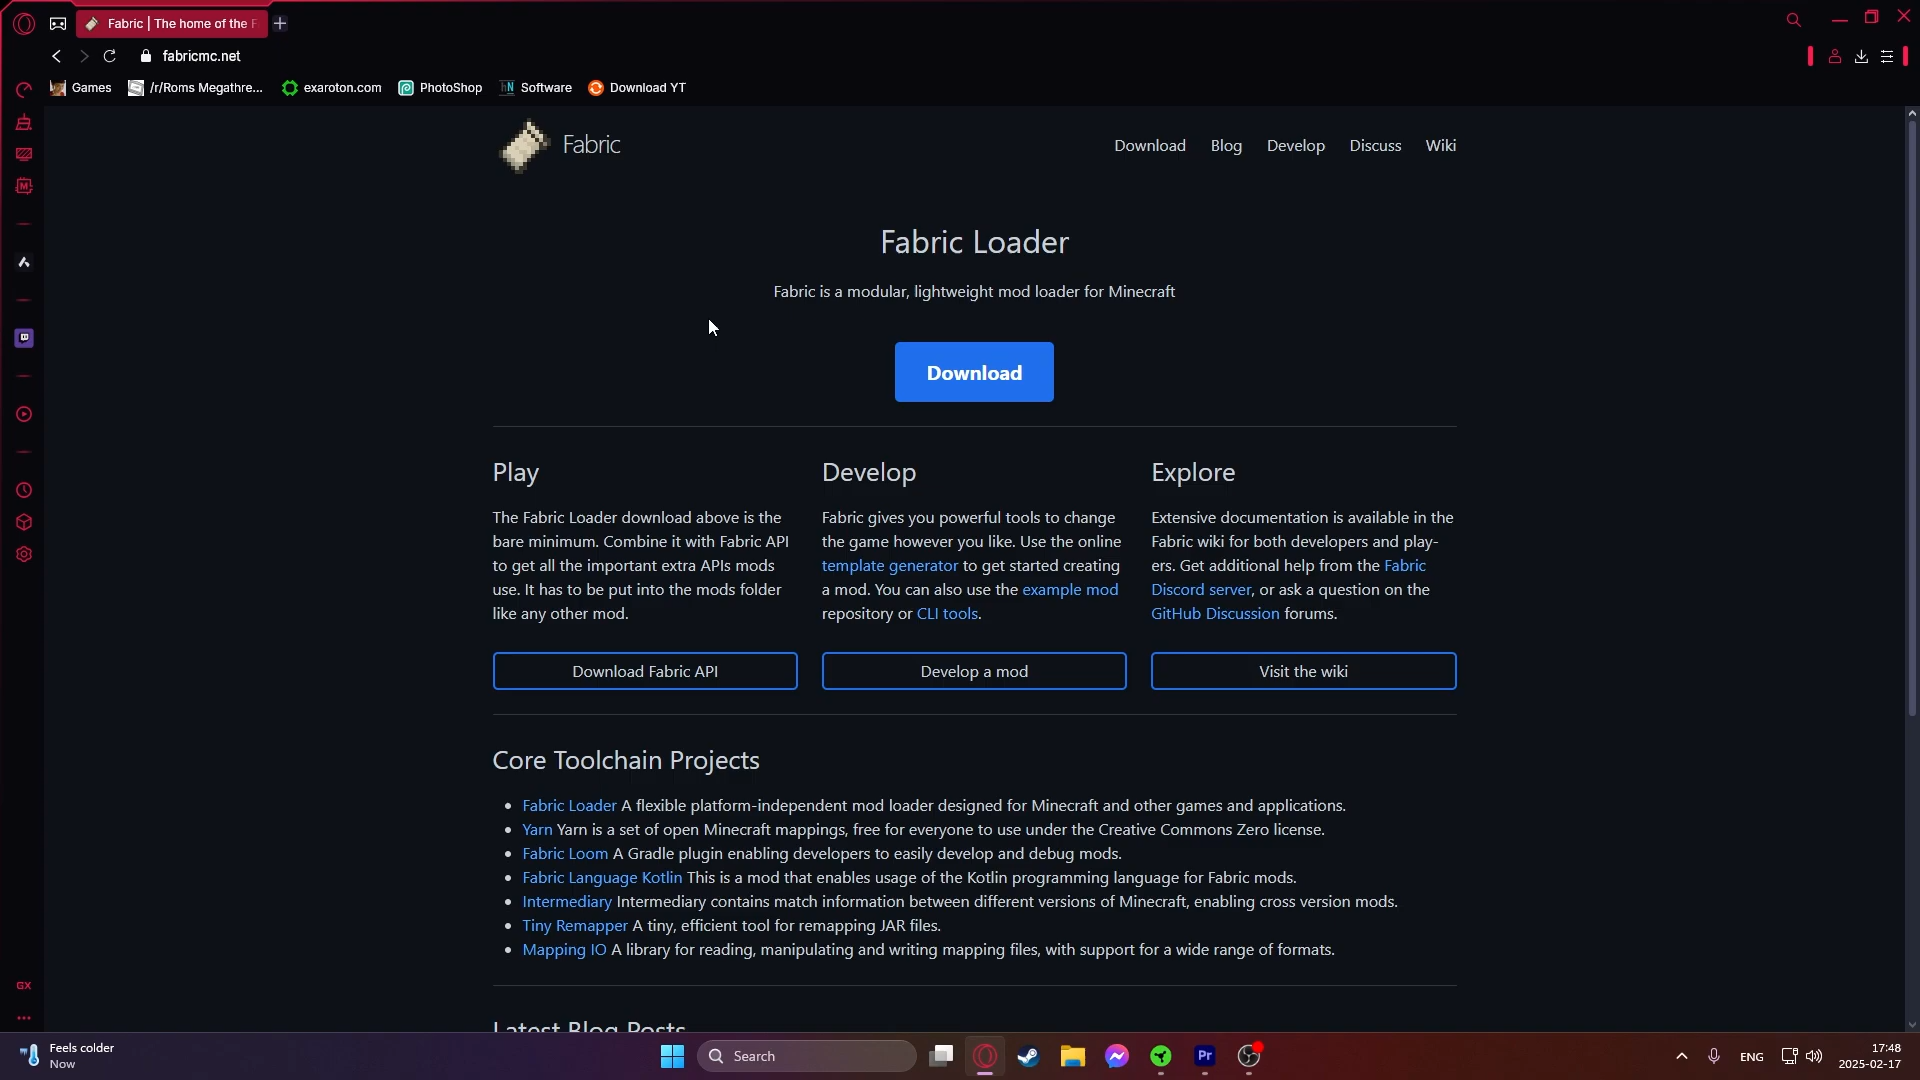 Fabric | The home of the F
fabricmc.net
Games
/r/Roms Megathre...
exaroton.com
PhotoShop
hN
Software
Download YT
Fabric
Download
Blog
Develop
Discuss
Wiki
Fabric Loader
Fabric is a modular, lightweight mod loader for Minecraft
Download
Play
The Fabric Loader download above is the
bare minimum. Combine it with Fabric API
to get all the important extra APIs mods
use. It has to be put into the mods folder
like any other mod.
Download Fabric API
Develop
Fabric gives you powerful tools to change
the game however you like. Use the online
template generator to get started creating
a mod. You can also use the example mod
repository or CLI tools.
Develop a mod
Explore
Extensive documentation is available in the
Fabric wiki for both developers and play-
ers. Get additional help from the Fabric
Discord server, or ask a question on the
GitHub Discussion forums.
Visit the wiki
Core Toolchain Projects
Fabric Loader A flexible platform-independent mod loader designed for Minecraft and other games and applications.
Yarn Yarn is a set of open Minecraft mappings, free for everyone to use under the Creative Commons Zero license.
Fabric Loom A Gradle plugin enabling developers to easily develop and debug mods.
Fabric Language Kotlin This is a mod that enables usage of the Kotlin programming language for Fabric mods.
Intermediary Intermediary contains match information between different versions of Minecraft, enabling cross version mods.
Tiny Remapper A tiny, efficient tool for remapping JAR files.
Mapping IO A library for reading, manipulating and writing mapping files, with support for a wide range of formats.
Latest Blog Posts
M
GX
Feels colder
Now
Search
Pr
ENG
17:48
2025-02-17